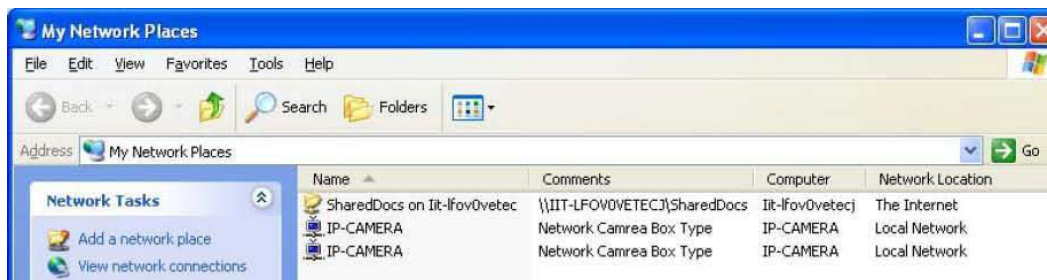 My Network Places
File Edit View Favorites Tools Help
Back Search Folders
Address My Network Places Go
Name Comments Computer Network Location
Network Tasks
SharedDocs on Iit-lfov0vetec \\IIT-LFOV0VETECJ\SharedDocs Iit-lfov0vetecj The Internet
IP-CAMERA Network Camrea Box Type IP-CAMERA Local Network
Add a network place
IP-CAMERA Network Camrea Box Type IP-CAMERA Local Network
View network connections